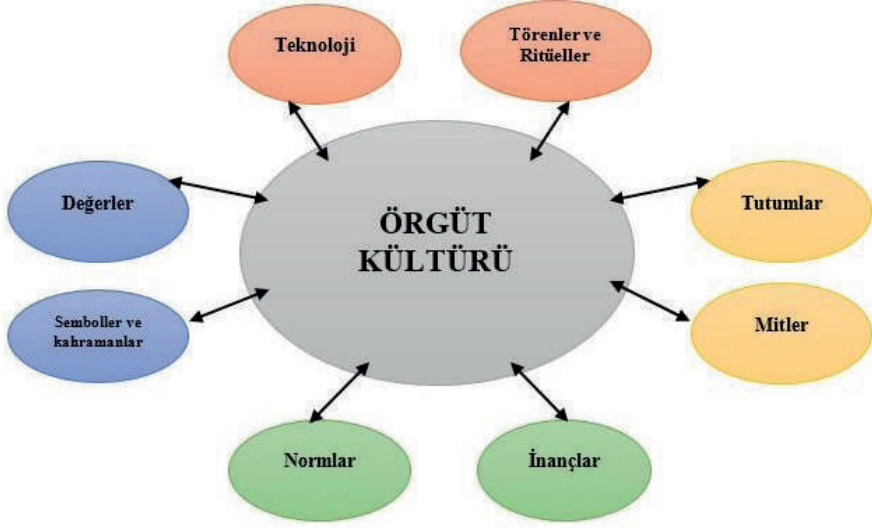 Teknoloji
Törenler ve
Ritüeller
Değerler
ÖRGÜT
KÜLTÜRÜ
Tutumlar
Semboller ve
kahramanlar
Mitler
Normlar
İnançlar